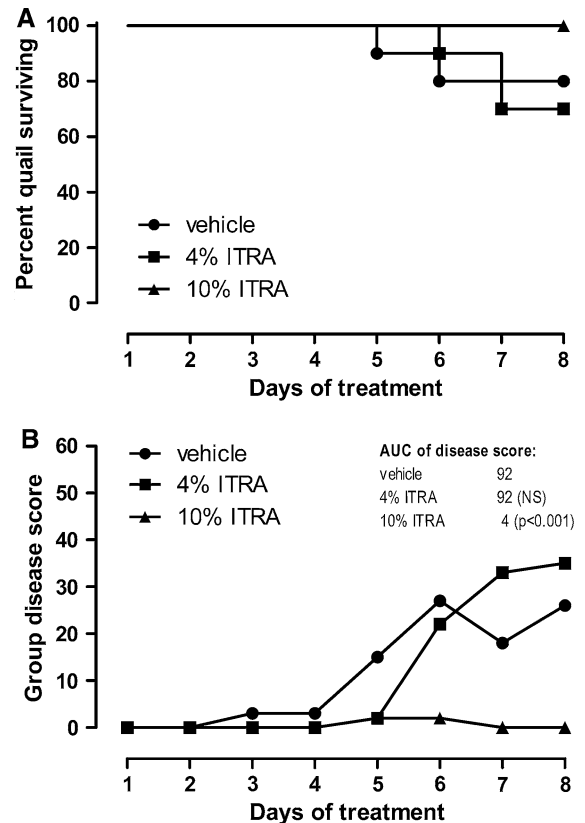 A
Percent quail surviving
100
80
60
40
20
0
vehicle
4% ITRA
10% ITRA
1 2 3 4 5 6 7 8
Days of treatment
B
Group disease score
60
50
40
30
20
10
0
vehicle
4% ITRA
10% ITRA
AUC of disease score:
vehicle 92
4% ITRA 92 (NS)
10% ITRA 4 (p<0.001)
1 2 3 4 5 6 7 8
Days of treatment